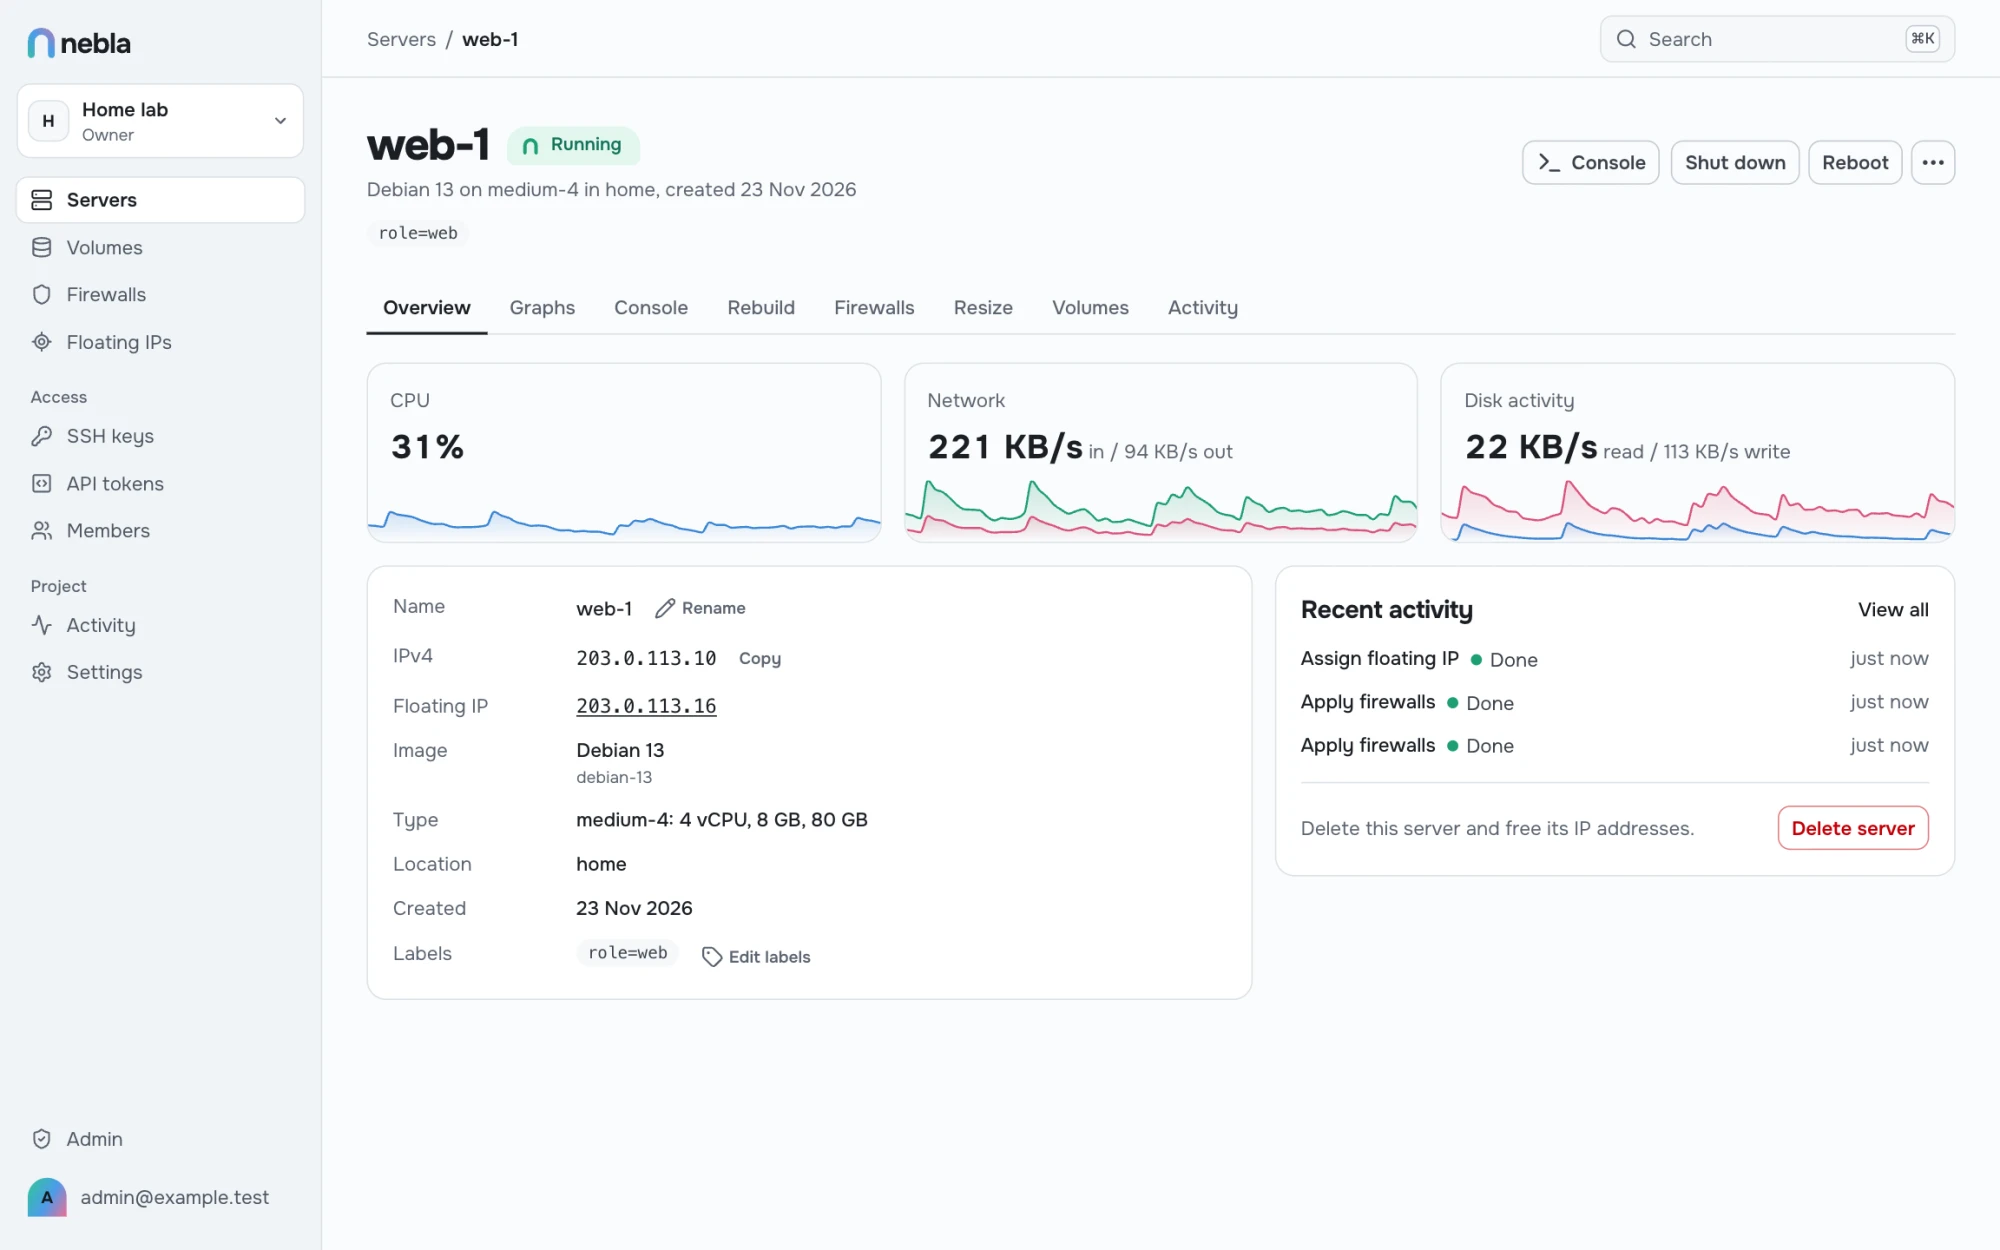 nebla
H
Home lab
Owner
Servers
Volumes
Firewalls
Floating IPs
Access
SSH keys
API tokens
Members
Project
Activity
Settings
Admin
A
admin@example.test
Servers / web-1
Search
⌘K
web-1
Running
Debian 13 on medium-4 in home, created 23 Nov 2026
role=web
>_ Console
Shut down
Reboot
Overview
Graphs
Console
Rebuild
Firewalls
Resize
Volumes
Activity
CPU
31%
Network
221 KB/s in / 94 KB/s out
Disk activity
22 KB/s read / 113 KB/s write
Name web-1 Rename
IPv4 203.0.113.10 Copy
Floating IP 203.0.113.16
Image Debian 13
debian-13
Type medium-4: 4 vCPU, 8 GB, 80 GB
Location home
Created 23 Nov 2026
Labels role=web Edit labels
Recent activity View all
Assign floating IP Done just now
Apply firewalls Done just now
Apply firewalls Done just now
Delete this server and free its IP addresses. Delete server